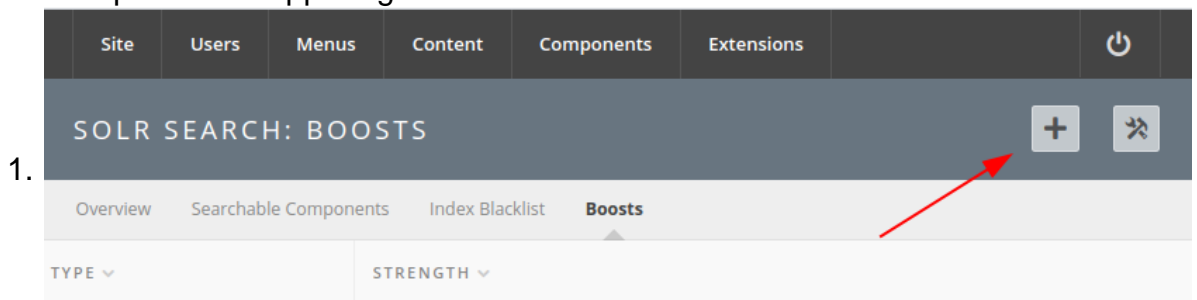 Site Users Menus Content Components Extensions
SOLR SEARCH: BOOSTS
1.
Overview Searchable Components Index Blacklist Boosts
TYPE STRENGTH